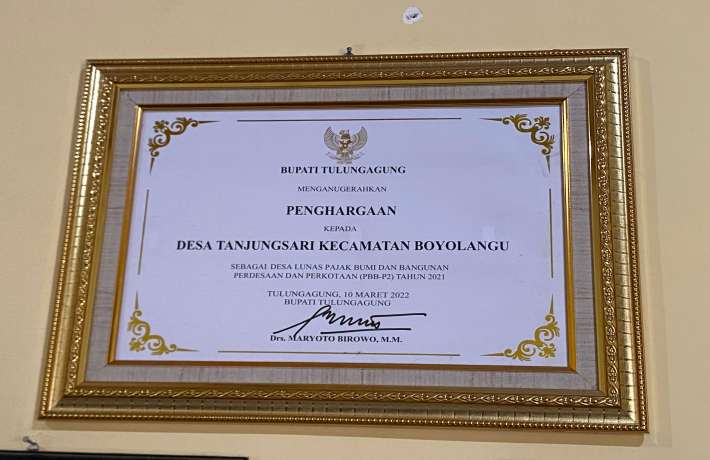 BUPATI TULUNGAGUNG
MENGANUGERAHKAN
PENGHARGAAN
KEPADA
DESA TANJUNGSARI KECAMATAN BOYOLANGU
SEBAGAI DESA LUNAS PAJAK BUMI DAN BANGUNAN
PERDESAAN DAN PERKOTAAN (PBB-P2) TAHUN 2021
TULUNGAGUNG, 10 MARET 2022
BUPATI TULUNGAGUNG
Drs. MARYOTO BIROWO, M.M.